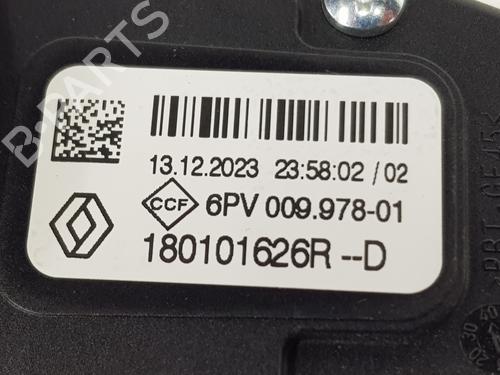 13.12.2023 23:58:02 / 02
CCF 6PV 009.978-01
180101626R --D
B-PARTS